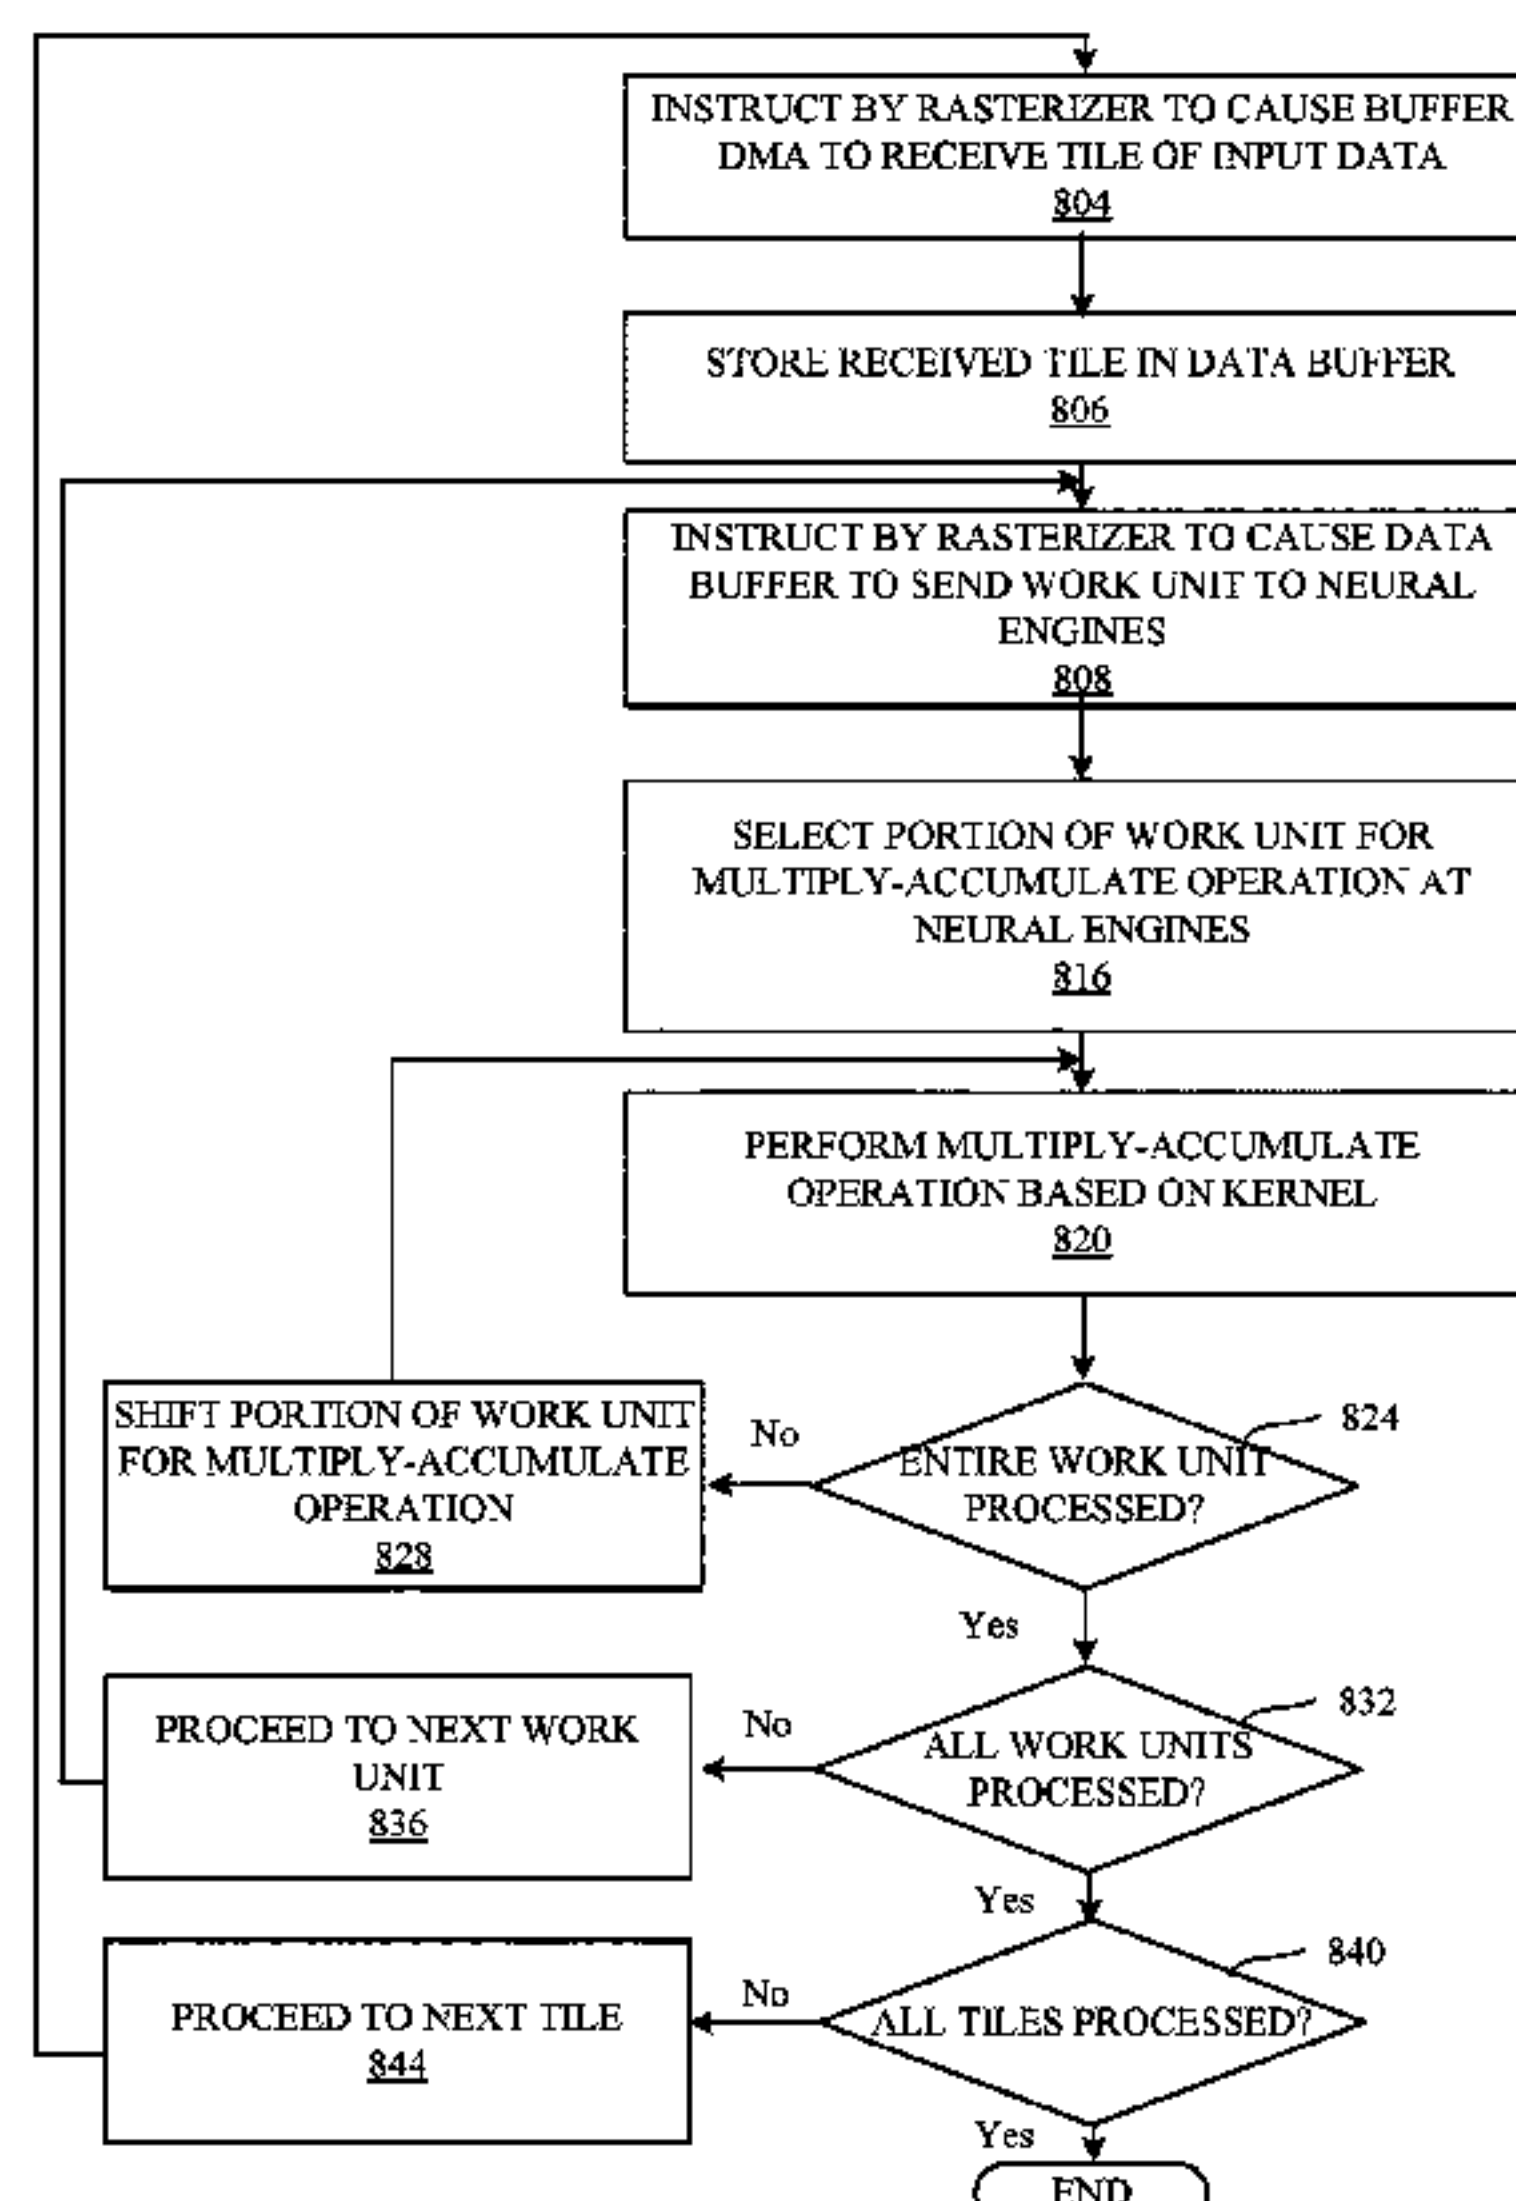 INSTRUCT BY RASTERIZER TO CAUSE BUFFER
DMA TO RECEIVE TILE OF INPUT DATA
804
STORE RECEIVED TILE IN DATA BUFFER
806
INSTRUCT BY RASTERIZER TO CAUSE DATA
BUFFER TO SEND WORK UNIT TO NEURAL
ENGINES
808
SELECT PORTION OF WORK UNIT FOR
MULTIPLY-ACCUMULATE OPERATION AT
NEURAL ENGINES
816
PERFORM MULTIPLY-ACCUMULATE
OPERATION BASED ON KERNEL
820
824
ENTIRE WORK UNIT
PROCESSED?
No
SHIFT PORTION OF WORK UNIT
FOR MULTIPLY-ACCUMULATE
OPERATION
828
Yes
832
ALL WORK UNITS
PROCESSED?
No
PROCEED TO NEXT WORK
UNIT
836
Yes
840
ALL TILES PROCESSED?
No
PROCEED TO NEXT TILE
844
Yes
END